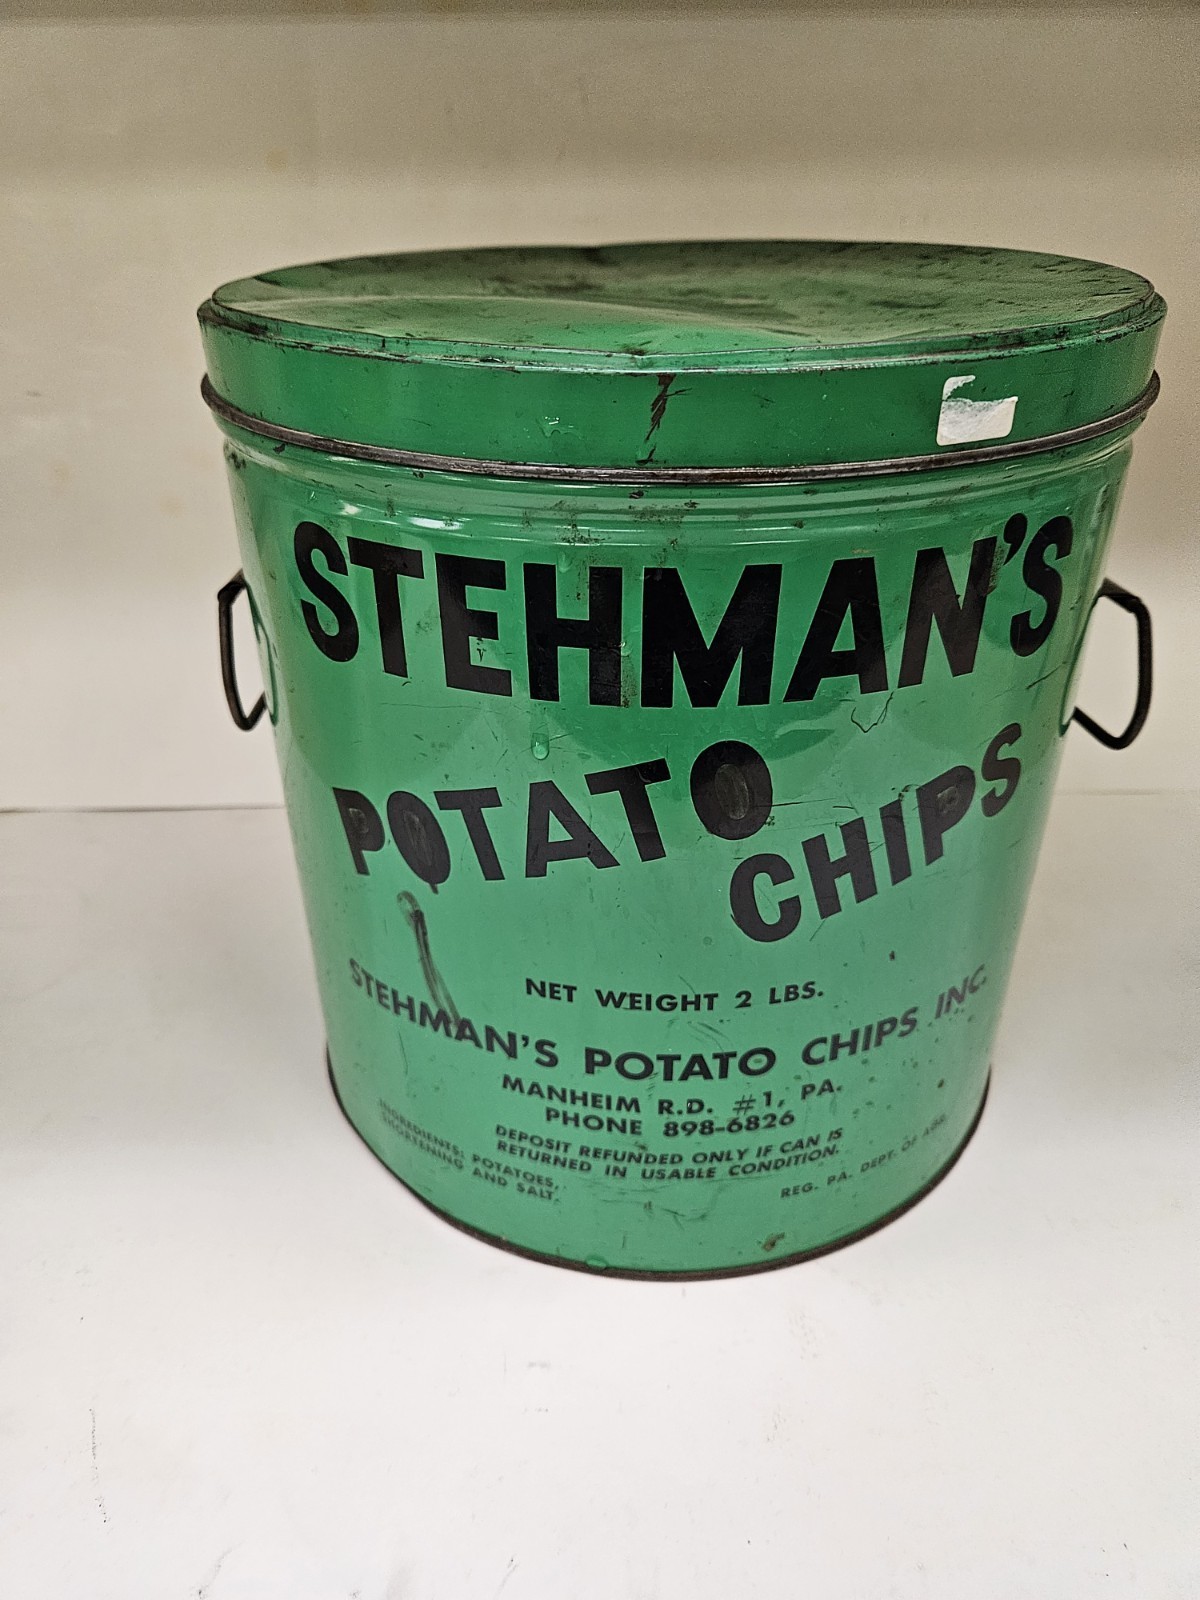 STEHMAN'S
POTATO
CHIPS
NET WEIGHT 2 LBS.
STEHMAN'S POTATO CHIPS INC.
MANHEIM R.D. #1, PA.
PHONE 898-6826
DEPOSIT REFUNDED ONLY IF CAN IS
RETURNED IN USABLE CONDITION.
INGREDIENTS: POTATOES,
SHORTENING AND SALT.
REG. PA. DEPT. OF AGR.